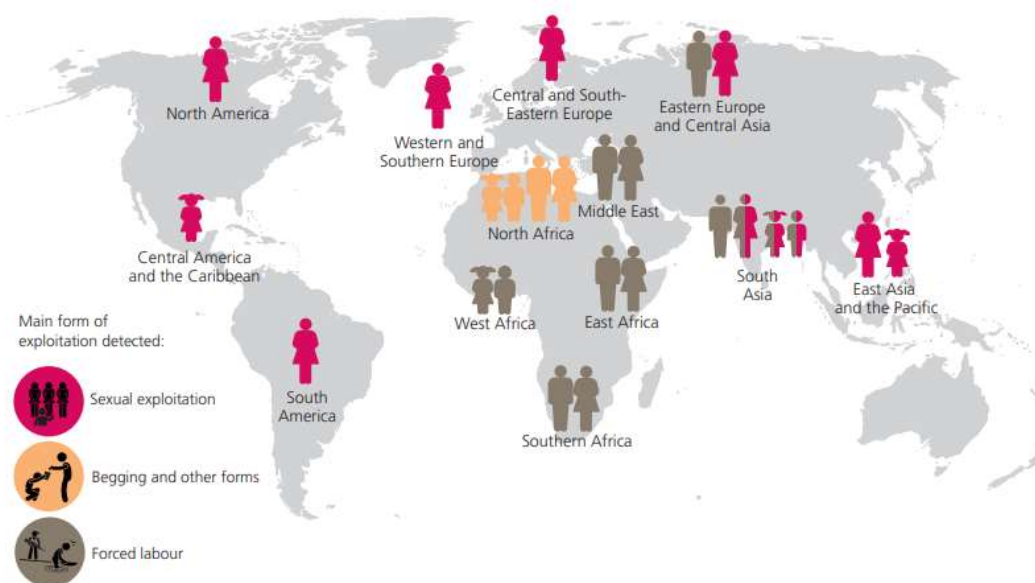 North America
Central and South-
Eastern Europe
Eastern Europe
and Central Asia
Western and
Southern Europe
North Africa
Middle East
Central America
and the Caribbean
South
Asia
East Asia
and the Pacific
West Africa
East Africa
Main form of
exploitation detected:
Sexual exploitation
South
America
Southern Africa
Begging and other forms
Forced labour